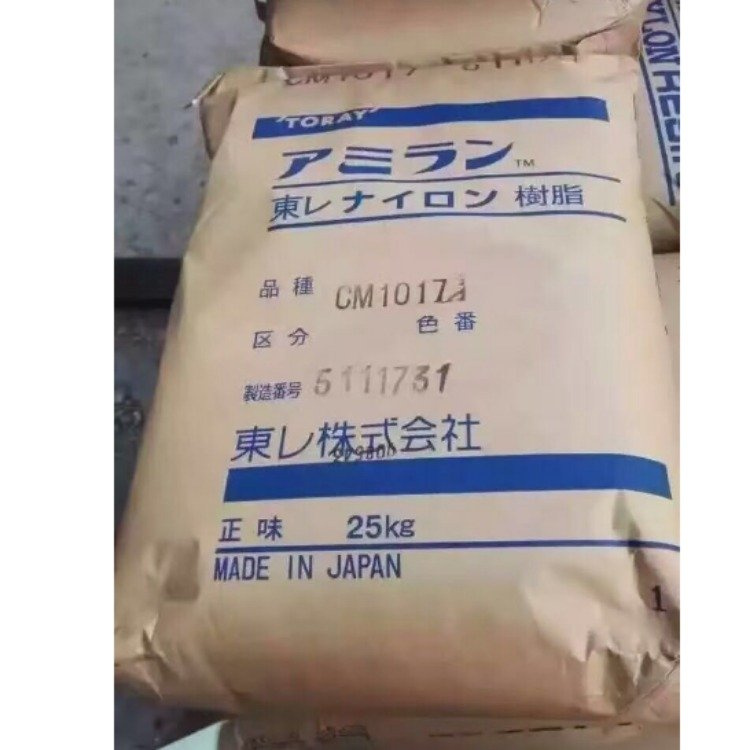 TORAY
アミラン™
東レ ナイロン 樹脂
品種 CM1017
区分 色番
製造番号 5111731
東レ株式会社
正味 25kg
MADE IN JAPAN
1